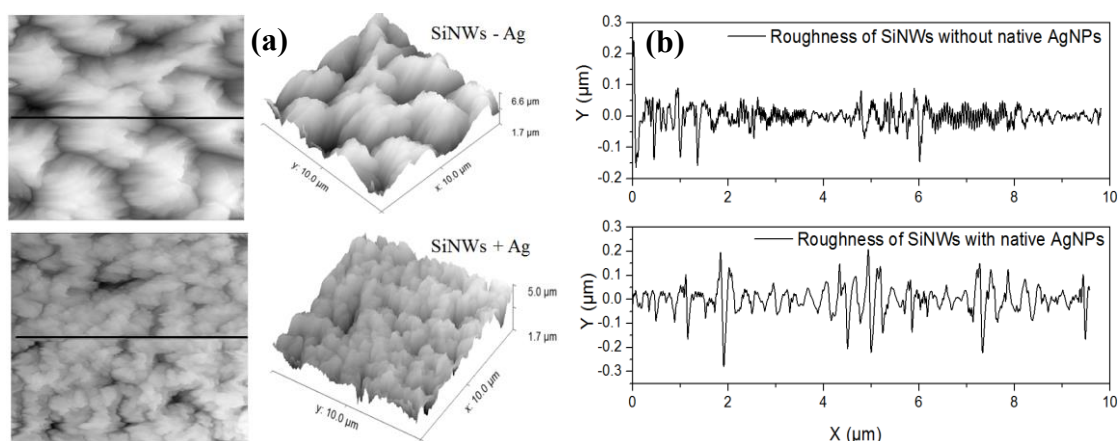 (a)
SiNWs - Ag
6.6 µm
1.7 µm
y: 10.0 µm
x: 10.0 µm
SiNWs + Ag
5.0 µm
1.7 µm
y: 10.0 µm
x: 10.0 µm
(b)
Roughness of SiNWs without native AgNPs
Y (µm)
0.3
0.2
0.1
0.0
-0.1
-0.2
0 2 4 6 8 10
Roughness of SiNWs with native AgNPs
Y (µm)
0.3
0.2
0.1
0.0
-0.1
-0.2
-0.3
0 2 4 6 8 10
X (µm)